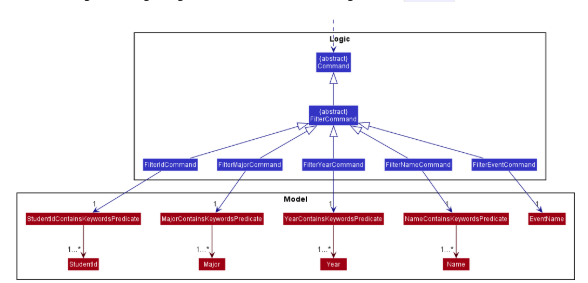 Logic
{abstract}
Command
{abstract}
FilterCommand
FilterIdCommand
FilterMajorCommand
FilterYearCommand
FilterNameCommand
FilterEventCommand
Model
1
1
1
1
1
StudentIdContainsKeywordsPredicate
MajorContainsKeywordsPredicate
YearContainsKeywordsPredicate
NameContainsKeywordsPredicate
EventName
1...*
1...*
1...*
1...*
StudentId
Major
Year
Name